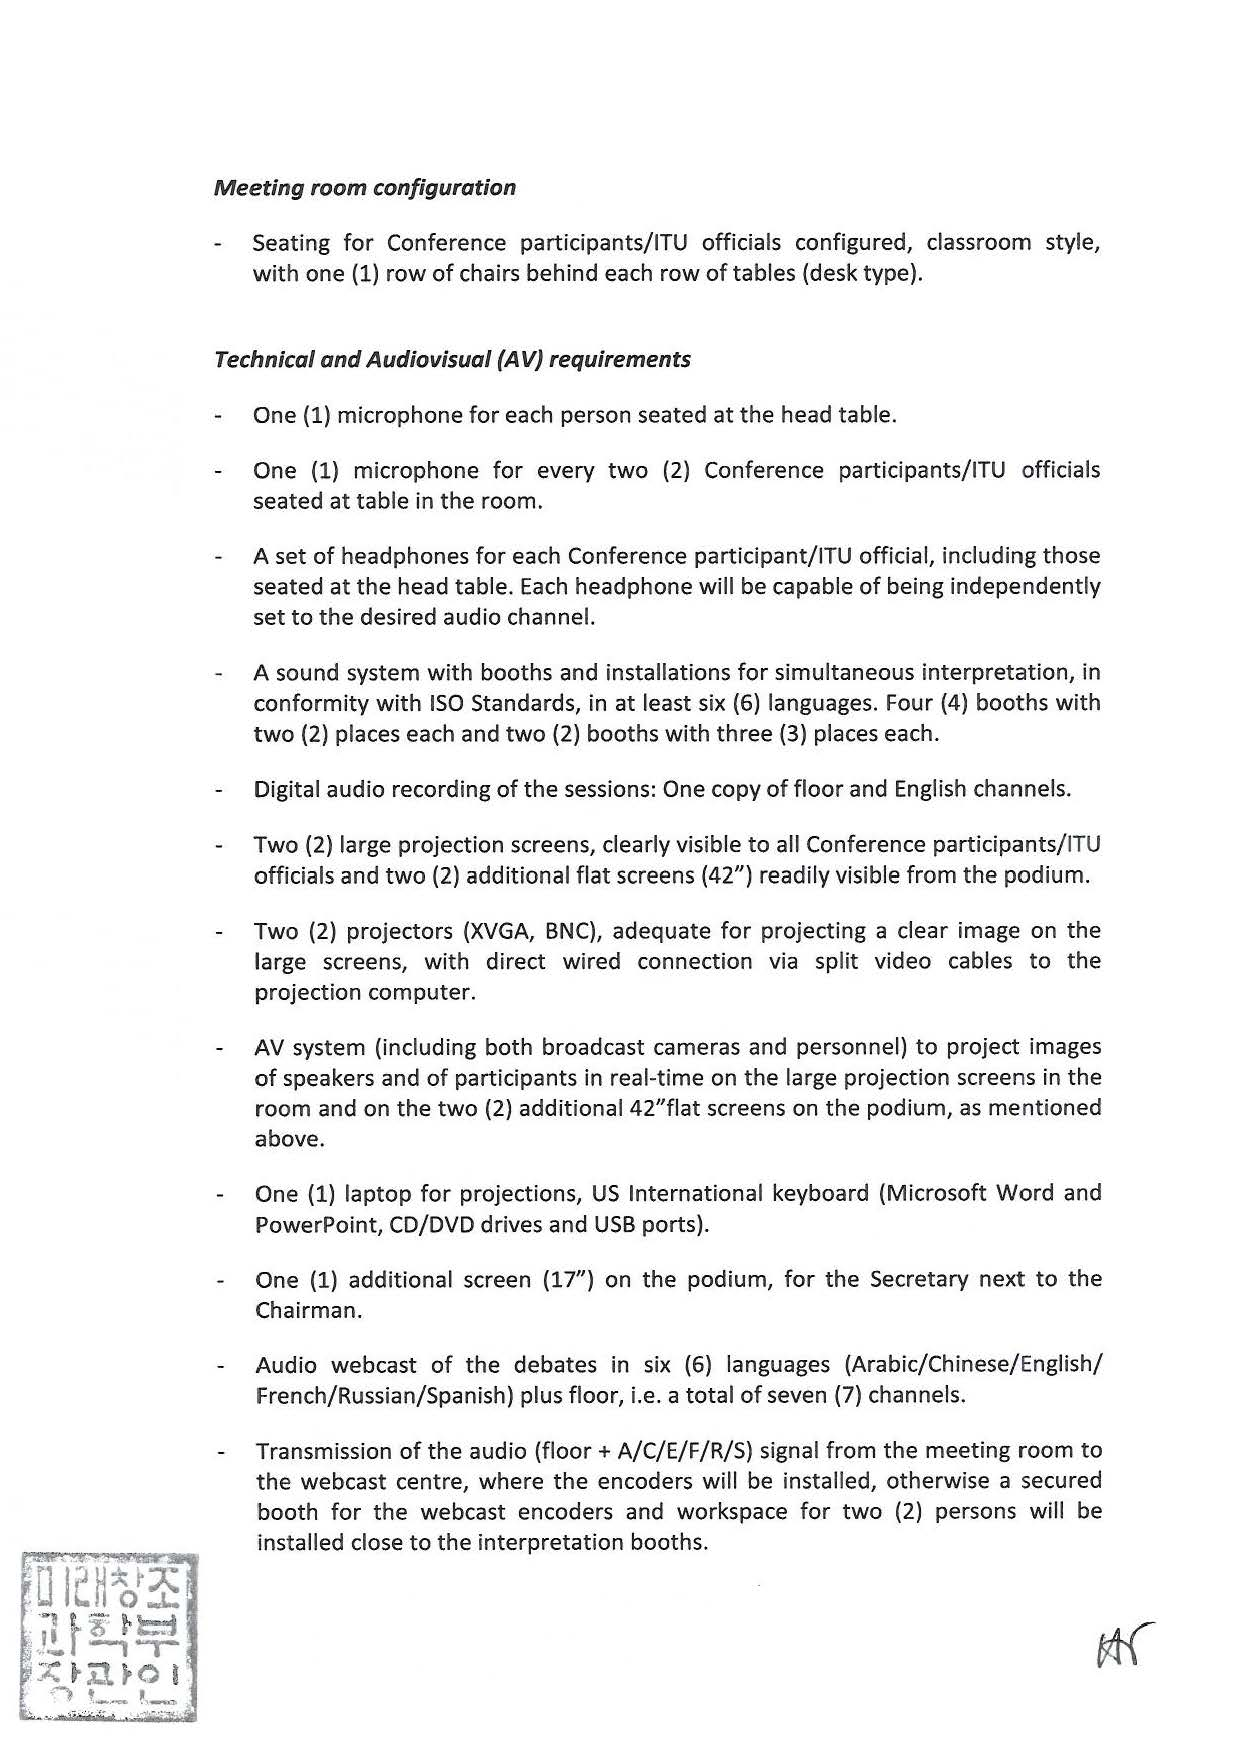 Meeting room configuration
- Seating for Conference participants/ITU officials configured, classroom style,
with one (1) row of chairs behind each row of tables (desk type).
Technical and Audiovisual (AV) requirements
- One (1) microphone for each person seated at the head table.
- One (1) microphone for every two (2) Conference participants/ITU officials
seated at table in the room.
- A set of headphones for each Conference participant/ITU official, including those
seated at the head table. Each headphone will be capable of being independently
set to the desired audio channel.
- A sound system with booths and installations for simultaneous interpretation, in
conformity with ISO Standards, in at least six (6) languages. Four (4) booths with
two (2) places each and two (2) booths with three (3) places each.
- Digital audio recording of the sessions: One copy of floor and English channels.
- Two (2) large projection screens, clearly visible to all Conference participants/ITU
officials and two (2) additional flat screens (42”) readily visible from the podium.
- Two (2) projectors (XVGA, BNC), adequate for projecting a clear image on the
large screens, with direct wired connection via split video cables to the
projection computer.
- AV system (including both broadcast cameras and personnel) to project images
of speakers and of participants in real-time on the large projection screens in the
room and on the two (2) additional 42”flat screens on the podium, as mentioned
above.
- One (1) laptop for projections, US International keyboard (Microsoft Word and
PowerPoint, CD/DVD drives and USB ports).
- One (1) additional screen (17”) on the podium, for the Secretary next to the
Chairman.
- Audio webcast of the debates in six (6) languages (Arabic/Chinese/English/
French/Russian/Spanish) plus floor, i.e. a total of seven (7) channels.
- Transmission of the audio (floor + A/C/E/F/R/S) signal from the meeting room to
the webcast centre, where the encoders will be installed, otherwise a secured
booth for the webcast encoders and workspace for two (2) persons will be
installed close to the interpretation booths.
미래창조
과학부
장관인